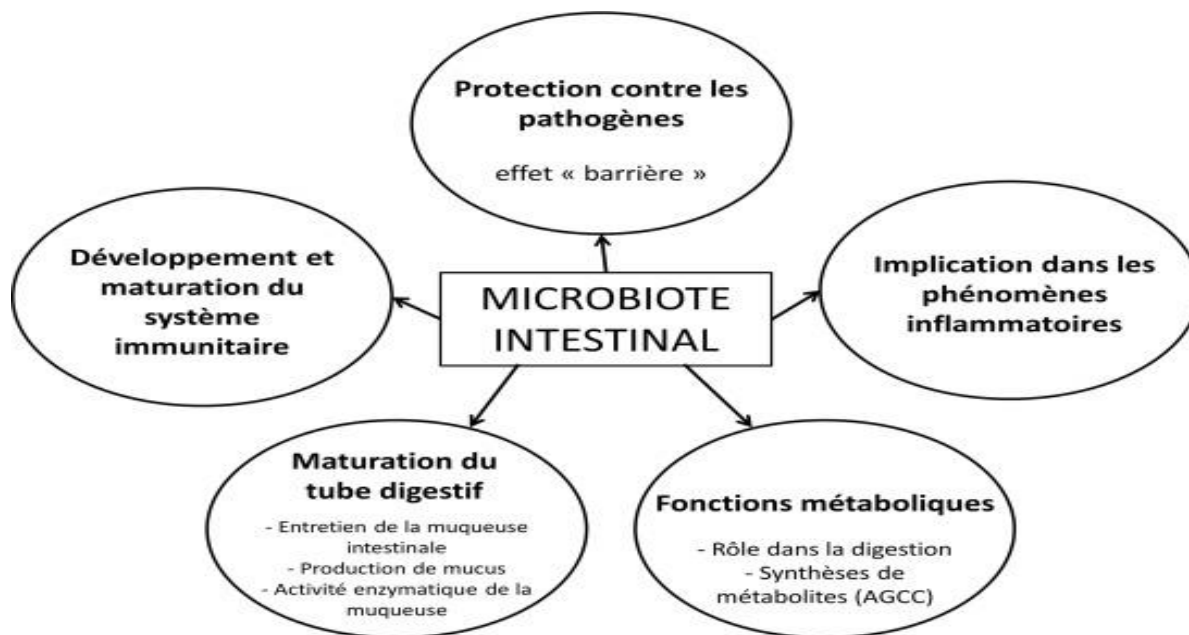 Protection contre les
pathogènes
effet « barrière »
Développement et
maturation du
système
immunitaire
MICROBIOTE
INTESTINAL
Implication dans les
phénomènes
inflammatoires
Maturation du
tube digestif
- Entretien de la muqueuse
intestinale
- Production de mucus
- Activité enzymatique de la
muqueuse
Fonctions métaboliques
- Rôle dans la digestion
- Synthèses de
métabolites (AGCC)